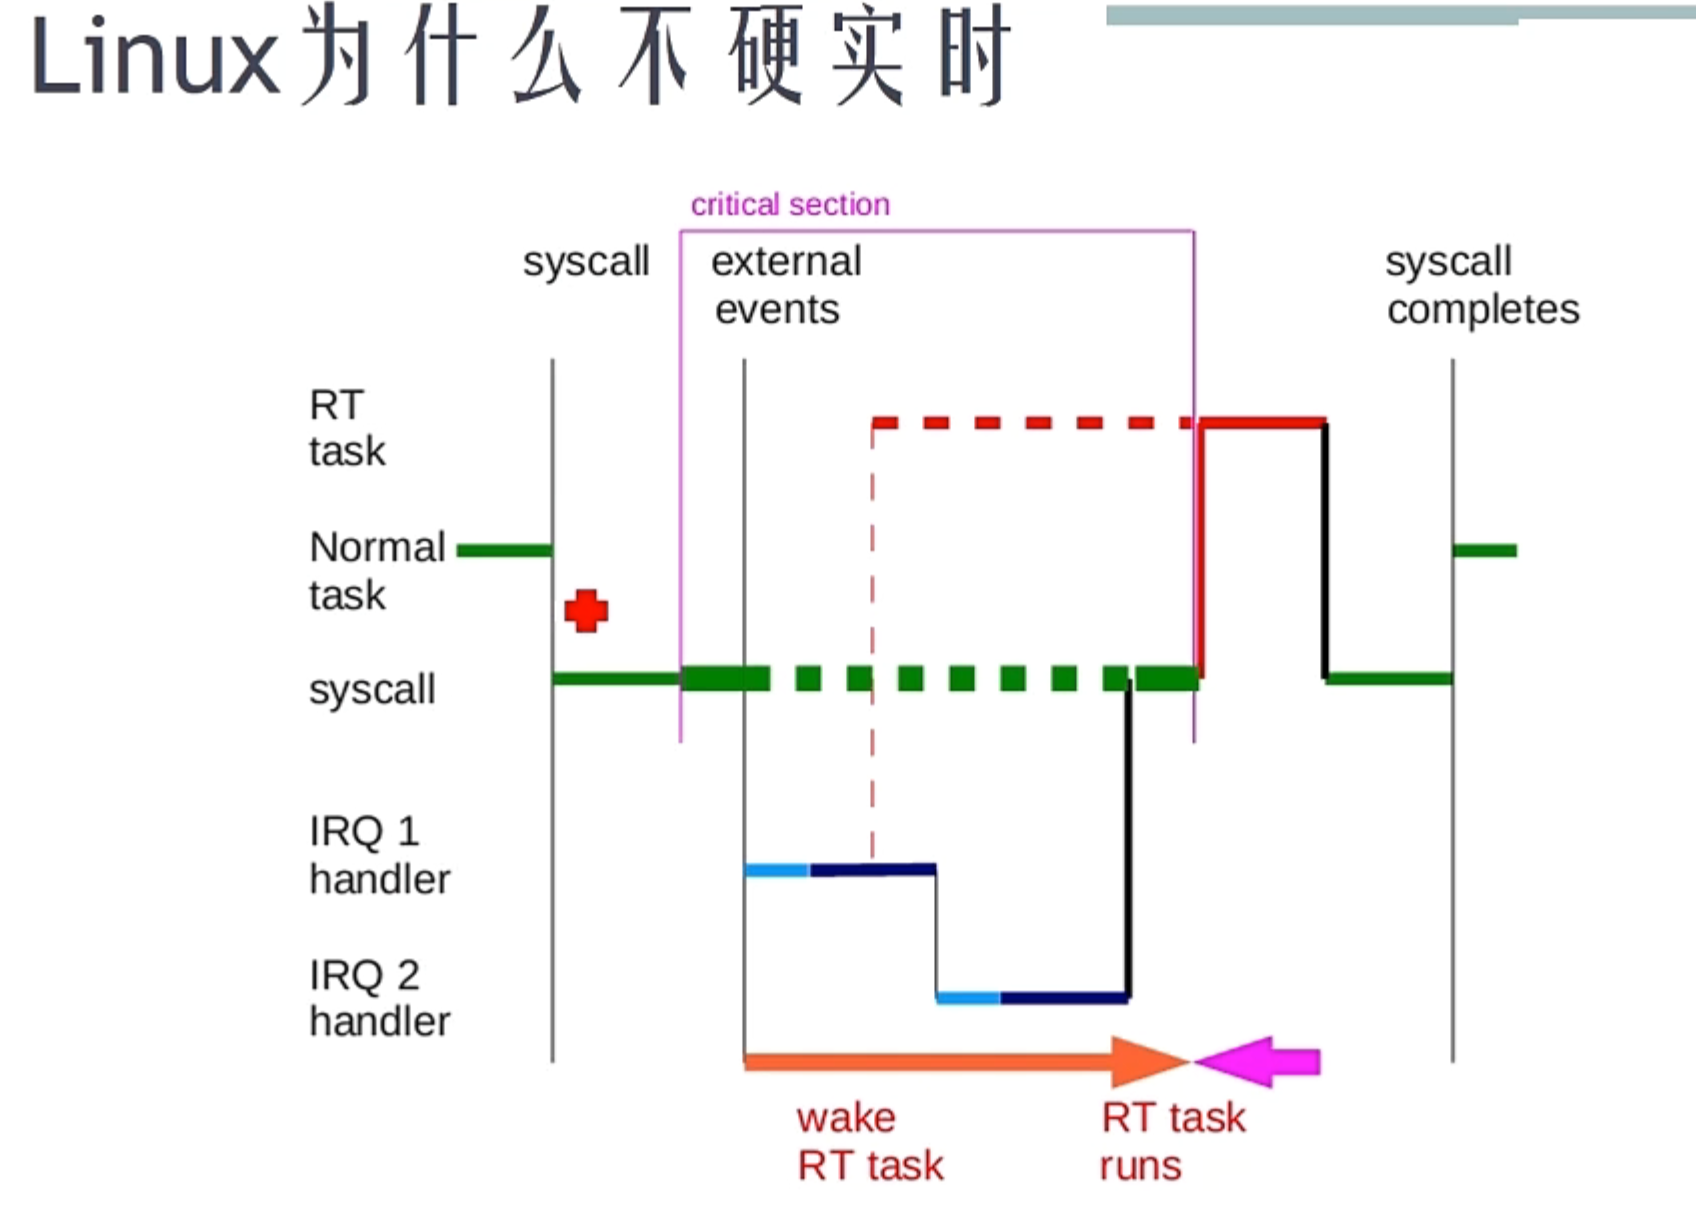 Linux为什么不硬实时
critical section
syscall
external
events
syscall
completes
RT
task
Normal
task
syscall
IRQ 1
handler
IRQ 2
handler
wake
RT task
RT task
runs